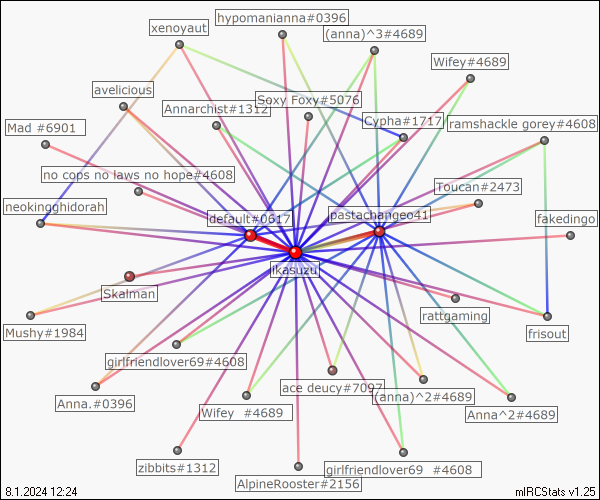 hypomanianna#0396
xenoyaut
(anna)^3#4689
Wifey#4689
avelicious
Soxy Foxy#5076
Annarchist#1312
Cypha#1717
ramshackle gorey#4608
Mad #6901
no cops no laws no hope#4608
Toucan#2473
neokingghidorah
default#0617
pastachangeo41
fakedingo
ikasuzu
Skalman
rattgaming
Mushy#1984
frisout
girlfriendlover69#4608
ace deucy#7097
(anna)^2#4689
Anna.#0396
Wifey #4689
Anna^2#4689
zibbits#1312
girlfriendlover69 #4608
AlpineRooster#2156
8.1.2024 12:24
mIRCStats v1.25